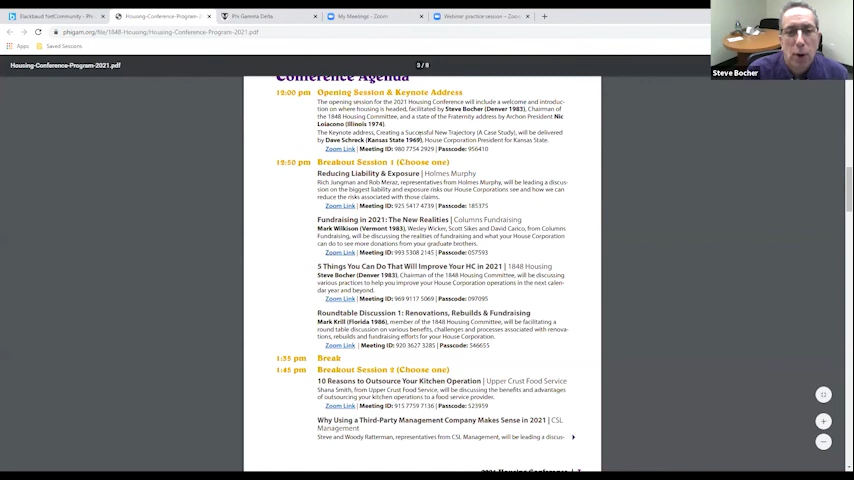 Blackbaud NetCommunity - iPhi
Housing-Conference-Program-2
Phi Gamma Delta
My Meetings - Zoom
Webinar practice session - Zoo
phigam.org/file/1848-Housing/Housing-Conference-Program-2021.pdf
Apps
Saved Sessions
Housing-Conference-Program-2021.pdf
3 / 8
Steve Bocher
Conference Agenda
12:00 pm Opening Session & Keynote Address
The opening session for the 2021 Housing Conference will include a welcome and introduc-
tion on where housing is headed, facilitated by Steve Bocher (Denver 1983), Chairman of
the 1848 Housing Committee, and a state of the Fraternity address by Archon President Nic
Loiacono (Illinois 1974).
The Keynote address, Creating a Successful New Trajectory (A Case Study), will be delivered
by Dave Schreck (Kansas State 1969), House Corporation President for Kansas State.
Zoom Link | Meeting ID: 980 7754 2929 | Passcode: 956410
12:50 pm Breakout Session 1 (Choose one)
Reducing Liability & Exposure | Holmes Murphy
Rich Jungman and Rob Meraz, representatives from Holmes Murphy, will be leading a discus-
sion on the biggest liability and exposure risks our House Corporations see and how we can
reduce the risks associated with those claims.
Zoom Link | Meeting ID: 925 5417 4739 | Passcode: 185375
Fundraising in 2021: The New Realities | Columns Fundraising
Mark Wilkison (Vermont 1983), Wesley Wicker, Scott Sikes and David Carico, from Columns
Fundraising, will be discussing the realities of fundraising and what your House Corporation
can do to see more donations from your graduate brothers.
Zoom Link | Meeting ID: 993 5308 2145 | Passcode: 057593
5 Things You Can Do That Will Improve Your HC in 2021 | 1848 Housing
Steve Bocher (Denver 1983), Chairman of the 1848 Housing Committee, will be discussing
various practices to help you improve your House Corporation operations in the next calen-
dar year and beyond.
Zoom Link | Meeting ID: 969 9117 5069 | Passcode: 097095
Roundtable Discussion 1: Renovations, Rebuilds & Fundraising
Mark Krill (Florida 1986), member of the 1848 Housing Committee, will be facilitating a
round table discussion on various benefits, challenges and processes associated with renova-
tions, rebuilds and fundraising efforts for your House Corporation.
Zoom Link | Meeting ID: 920 3627 3285 | Passcode: 546655
1:35 pm Break
1:45 pm Breakout Session 2 (Choose one)
10 Reasons to Outsource Your Kitchen Operation | Upper Crust Food Service
Shana Smith, from Upper Crust Food Service, will be discussing the benefits and advantages
of outsourcing your kitchen operations to a food service provider.
Zoom Link | Meeting ID: 915 7759 7136 | Passcode: 523959
Why Using a Third-Party Management Company Makes Sense in 2021 | CSL
Management
Steve and Woody Ratterman, representatives from CSL Management, will be leading a discus-
2021 Housing Conference |